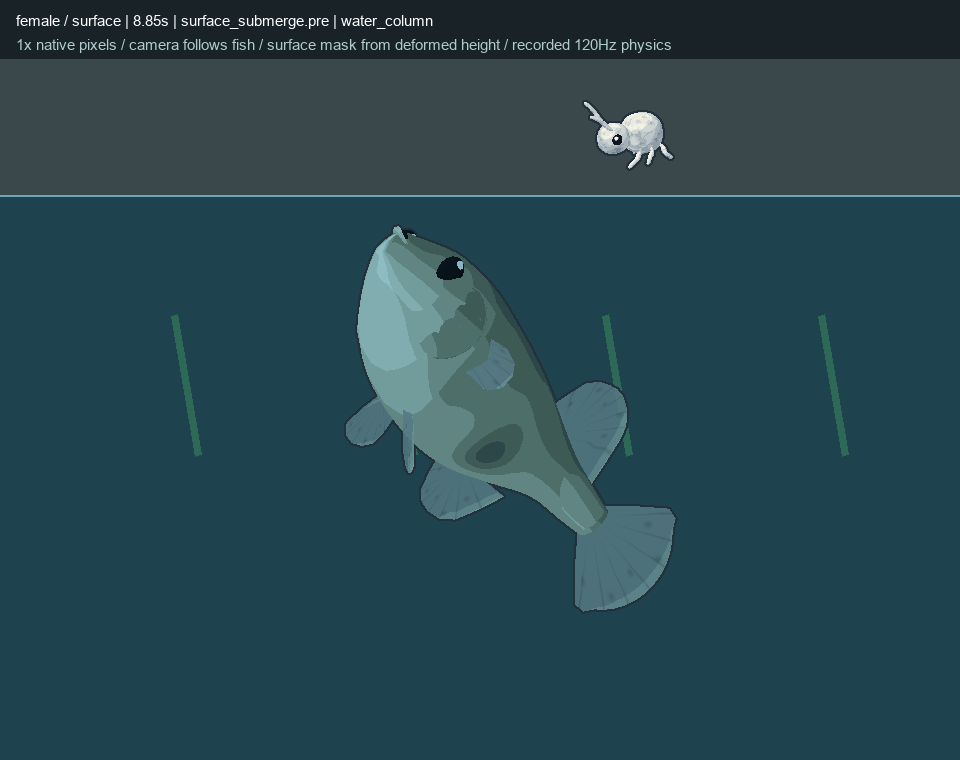 female / surface | 8.85s | surface_submerge.pre | water_column
1x native pixels / camera follows fish / surface mask from deformed height / recorded 120Hz physics